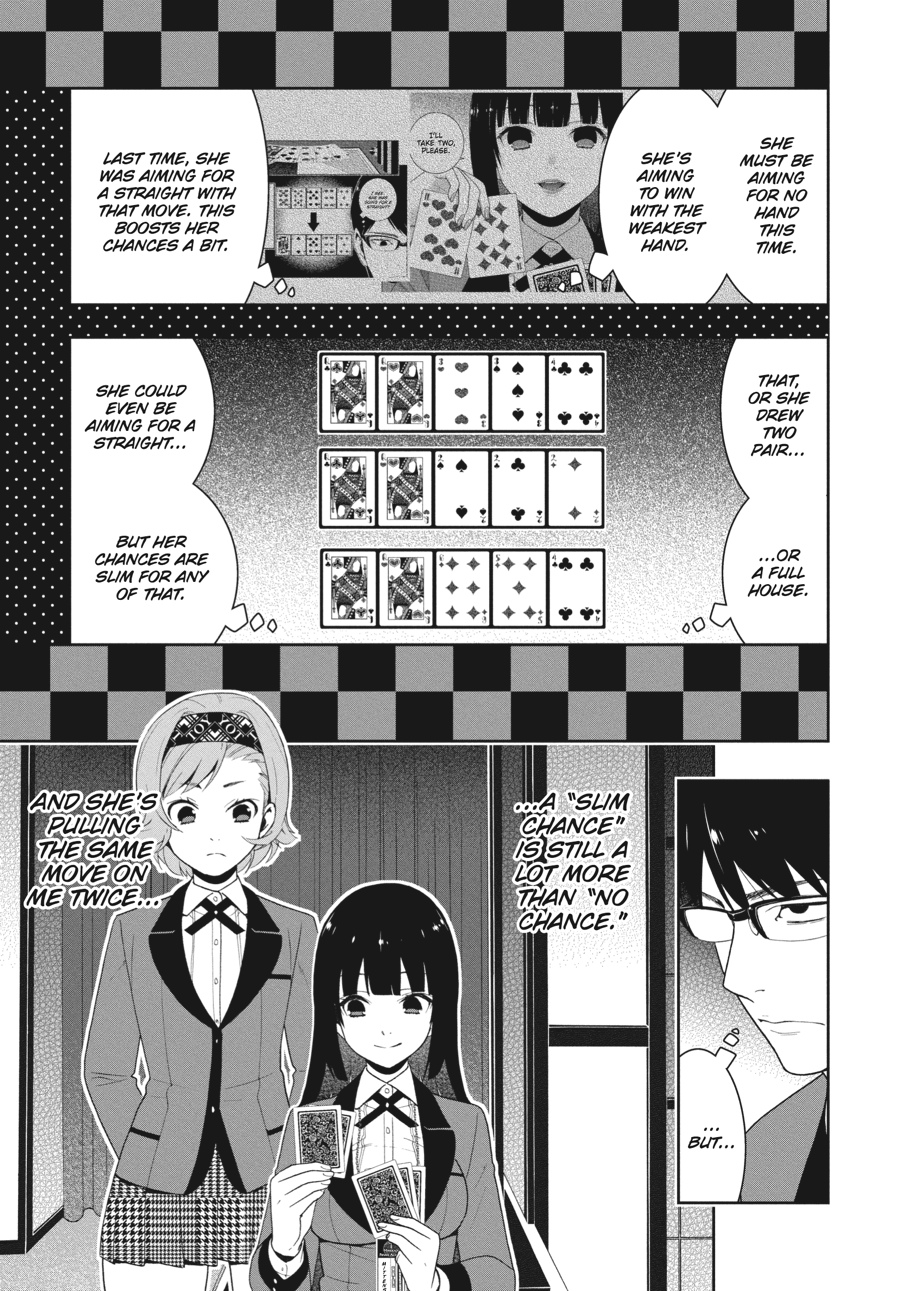 SHE
MUST BE
AIMING
FOR NO
HAND
THIS
TIME.
SHE'S
AIMING
TO WIN
WITH THE
WEAKEST
HAND.
I'LL
TAKE TWO,
PLEASE.
LAST TIME, SHE
WAS AIMING FOR
A STRAIGHT WITH
THAT MOVE. THIS
BOOSTS HER
CHANCES A BIT.
THAT,
OR SHE
DREW
TWO
PAIR...
...OR
A FULL
HOUSE.
SHE COULD
EVEN BE
AIMING FOR A
STRAIGHT...
BUT HER
CHANCES ARE
SLIM FOR ANY
OF THAT.
...
BUT...
...A "SLIM
CHANCE"
IS STILL A
LOT MORE
THAN "NO
CHANCE."
AND SHE'S
PULLING
THE SAME
MOVE ON
ME TWICE...